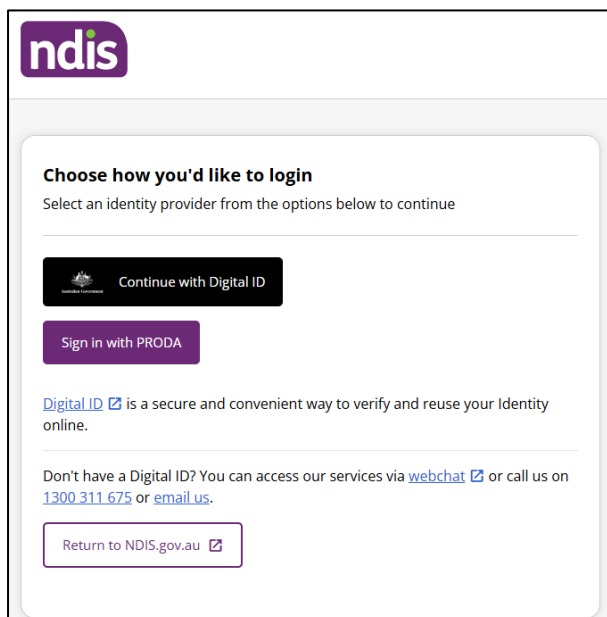 ndis
Choose how you'd like to login
Select an identity provider from the options below to continue
Australian Government
Continue with Digital ID
Sign in with PRODA
Digital ID is a secure and convenient way to verify and reuse your Identity
online.
Don't have a Digital ID? You can access our services via webchat or call us on
1300 311 675 or email us.
Return to NDIS.gov.au